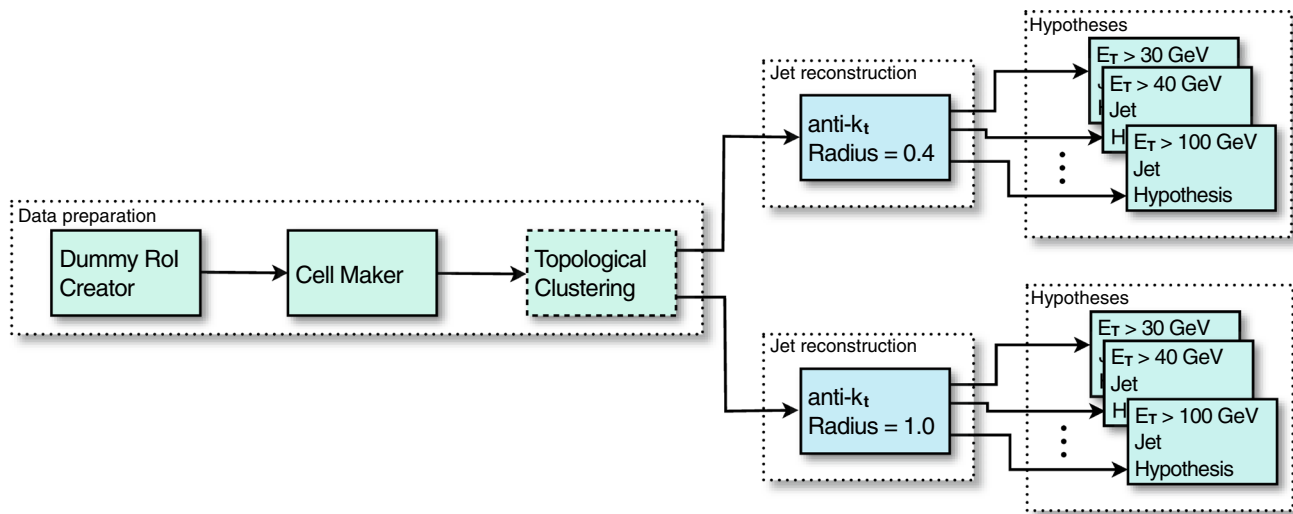 Data preparation
Dummy RoI
Creator
Cell Maker
Topological
Clustering
Jet reconstruction
anti-kt
Radius = 0.4
Hypotheses
ET > 30 GeV
ET > 40 GeV
Jet
ET > 100 GeV
Jet
Hypothesis
Jet reconstruction
anti-kt
Radius = 1.0
Hypotheses
ET > 30 GeV
ET > 40 GeV
Jet
ET > 100 GeV
Jet
Hypothesis